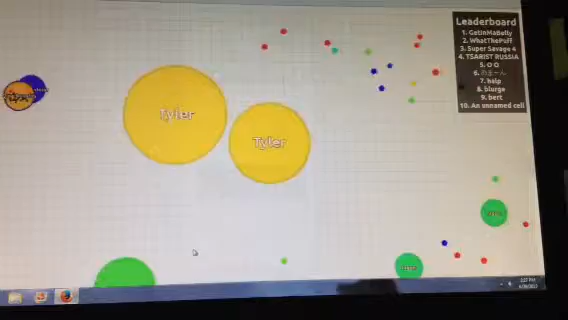 Leaderboard
1. GetInMaBelly
2. WhatThePuff
3. Super Savage 4
4. TSARIST RUSSIA
5. O O
7. halp
8. blurge
9. bert
10. An unnamed cell
Tyler
Tyler